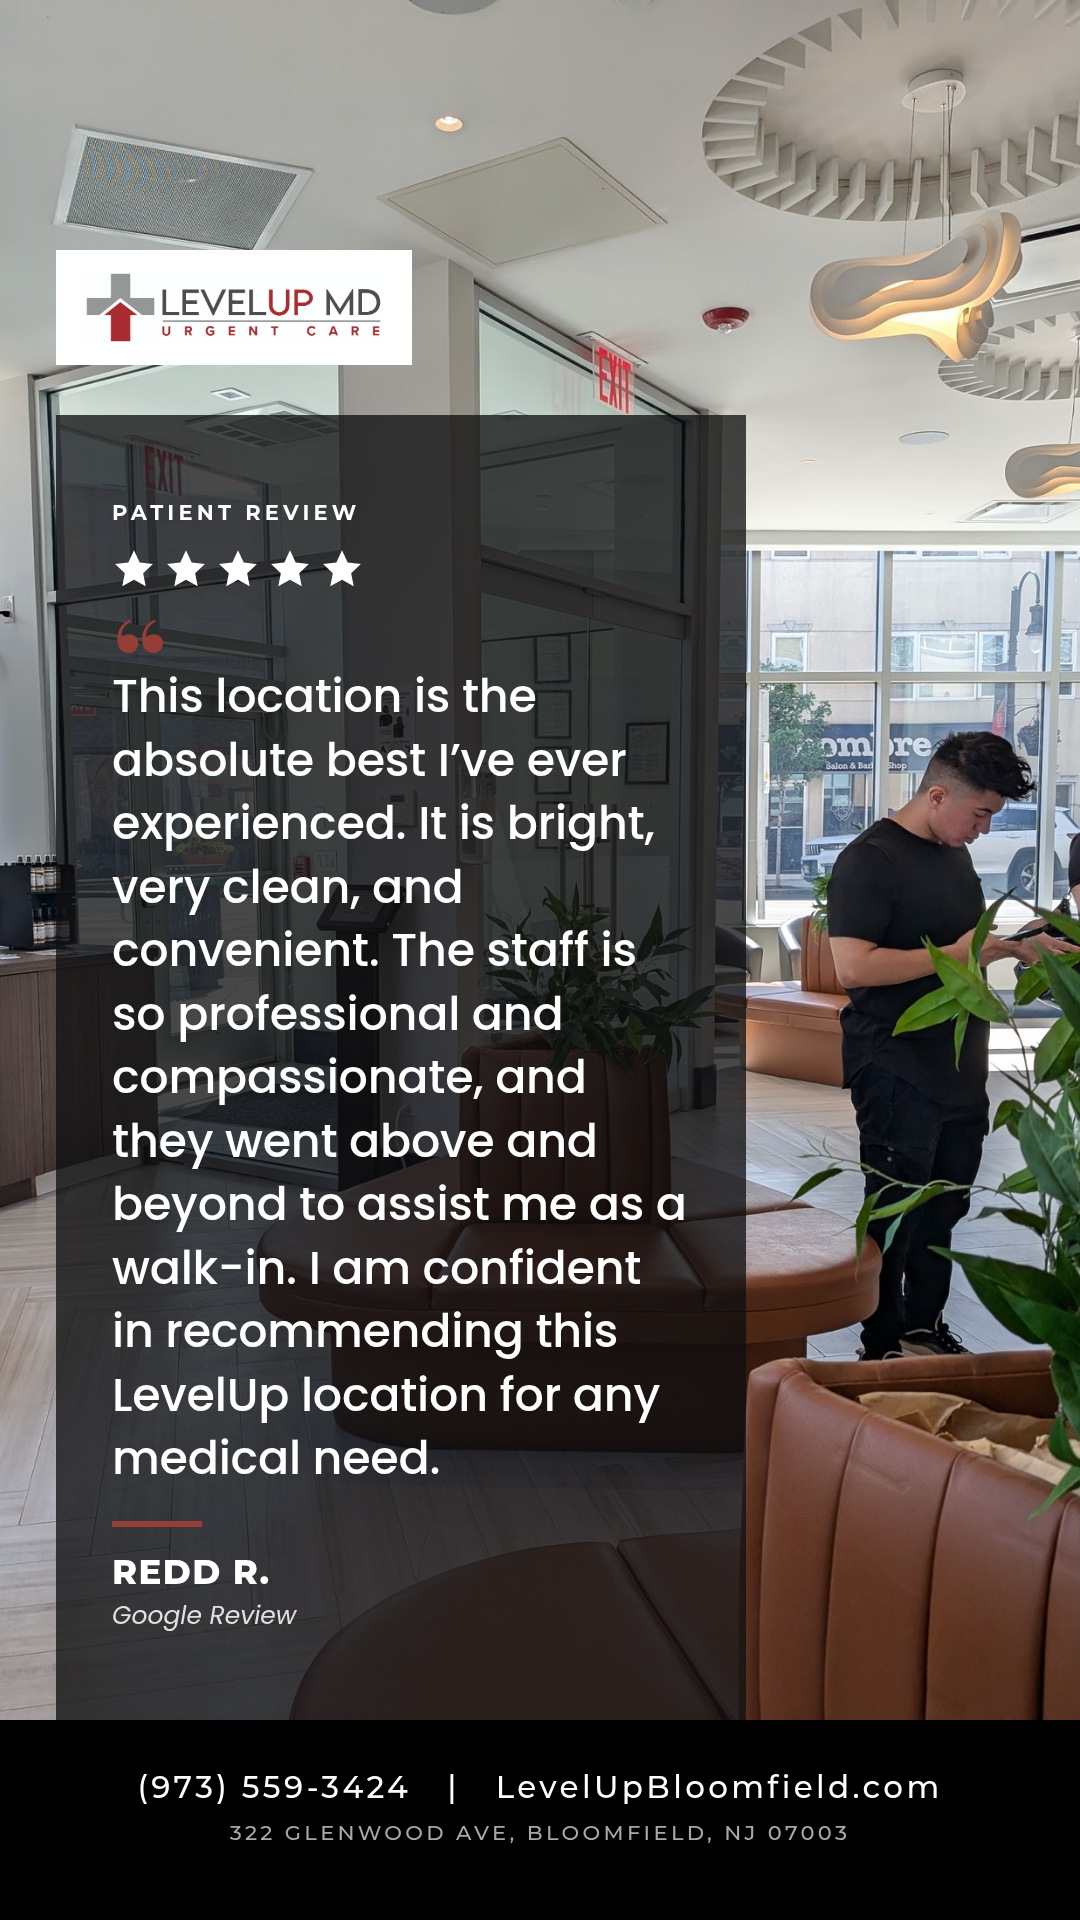 LEVELUP MD
URGENT CARE
EXIT
EXIT
PATIENT REVIEW
“
This location is the
absolute best I’ve ever
experienced. It is bright,
very clean, and
convenient. The staff is
so professional and
compassionate, and
they went above and
beyond to assist me as a
walk-in. I am confident
in recommending this
LevelUp location for any
medical need.
REDD R.
Google Review
(973) 559-3424 | LevelUpBloomfield.com
322 GLENWOOD AVE, BLOOMFIELD, NJ 07003